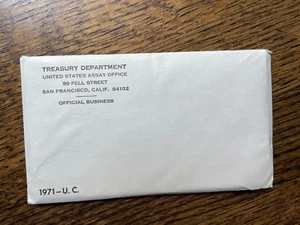 TREASURY DEPARTMENT
UNITED STATES ASSAY OFFICE
50 FELL STREET
SAN FRANCISCO, CALIF. 94102
OFFICIAL BUSINESS
1971-U.C.